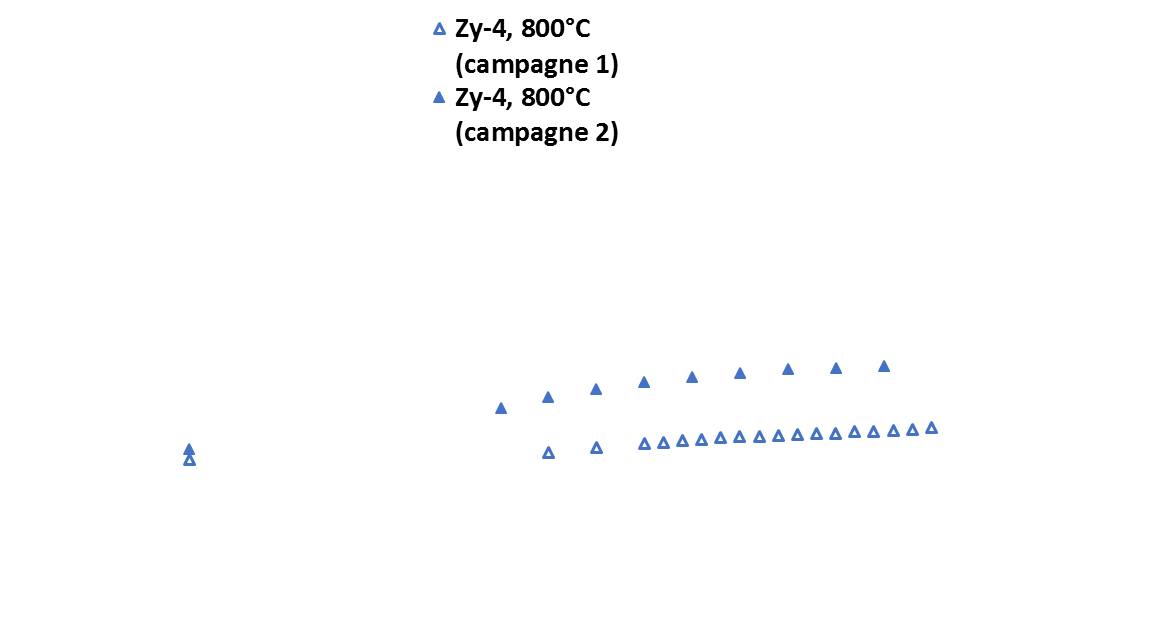 Zy-4, 800°C
(campagne 1)
Zy-4, 800°C
(campagne 2)